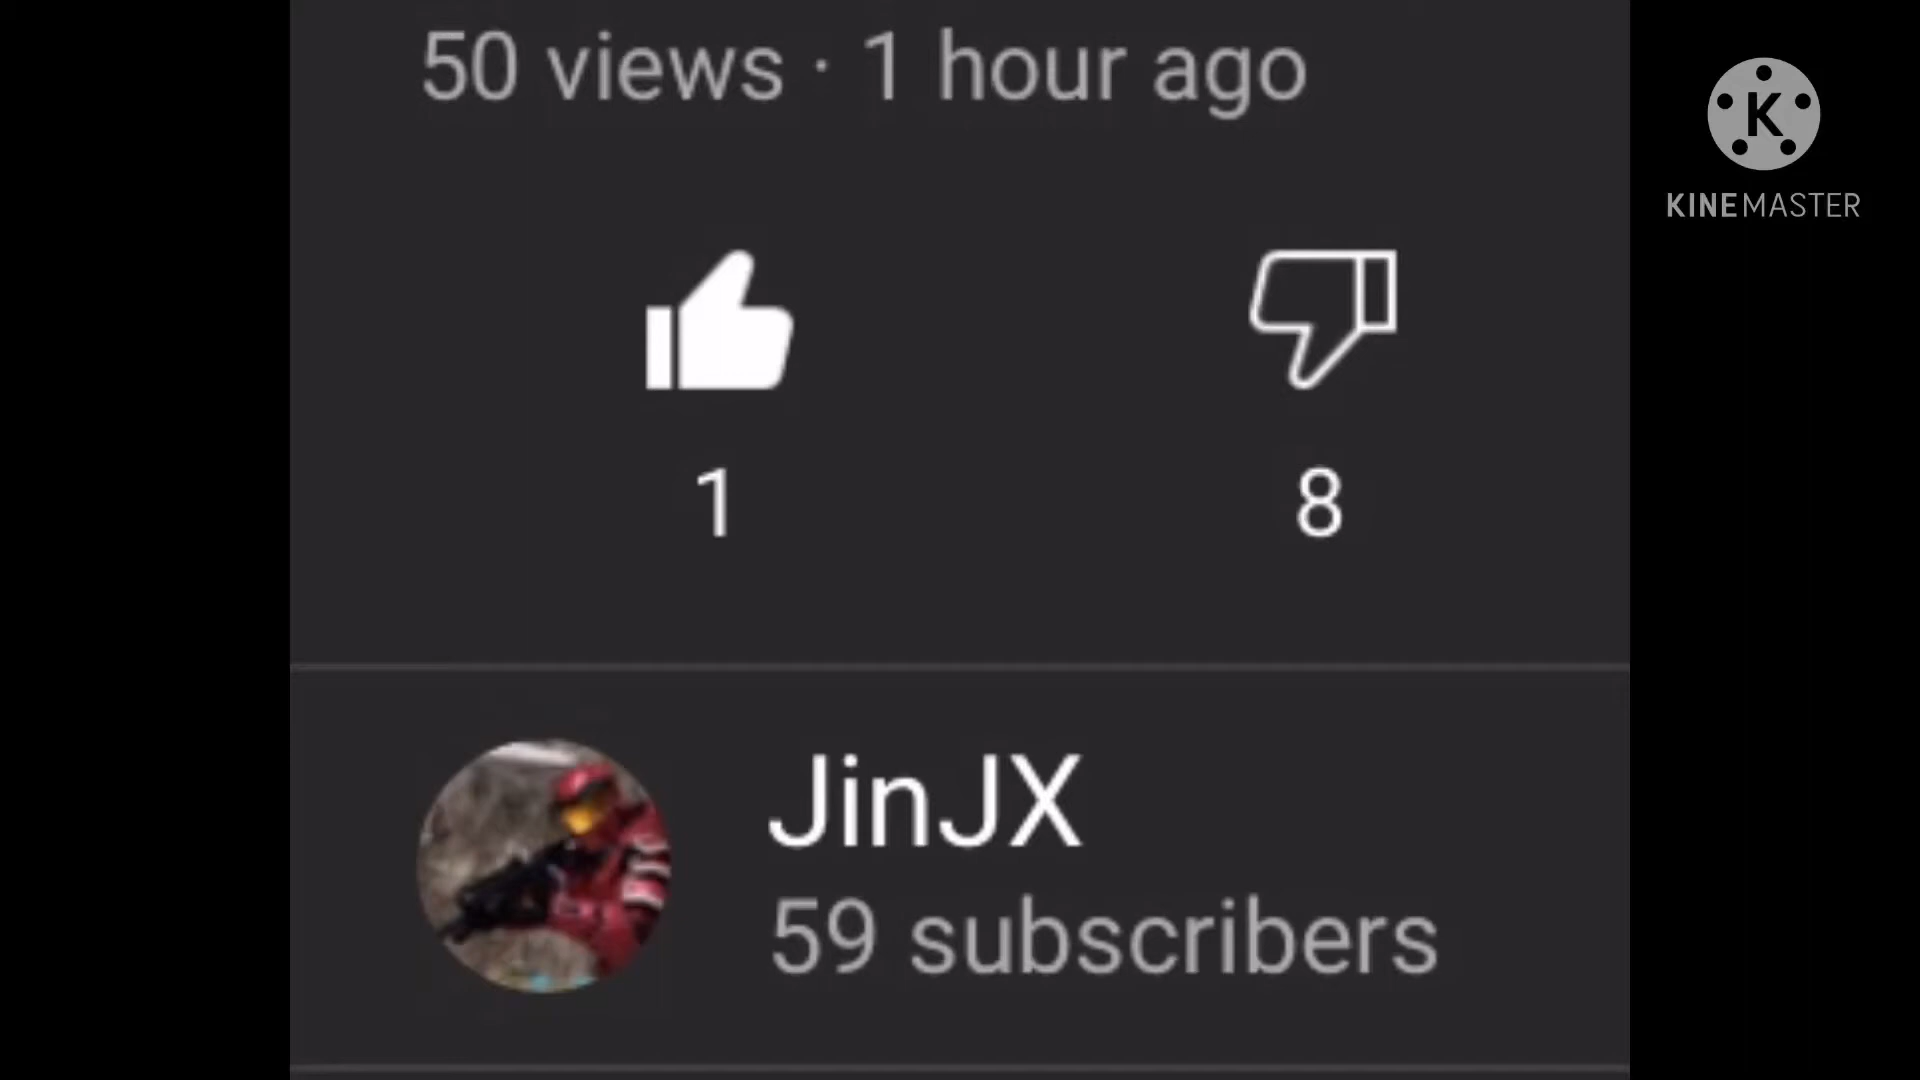 50 views · 1 hour ago
K
KINEMASTER
1
8
JinJX
59 subscribers